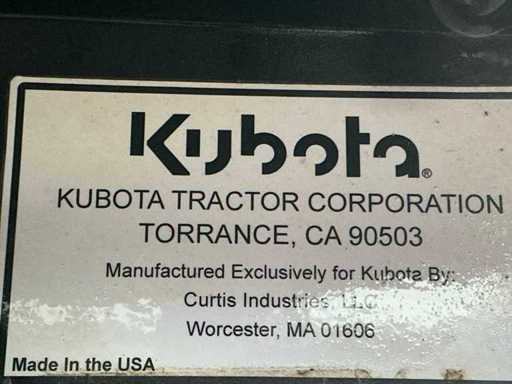 Kubota®
KUBOTA TRACTOR CORPORATION
TORRANCE, CA 90503
Manufactured Exclusively for Kubota By:
Curtis Industries, LLC
Worcester, MA 01606
Made In the USA